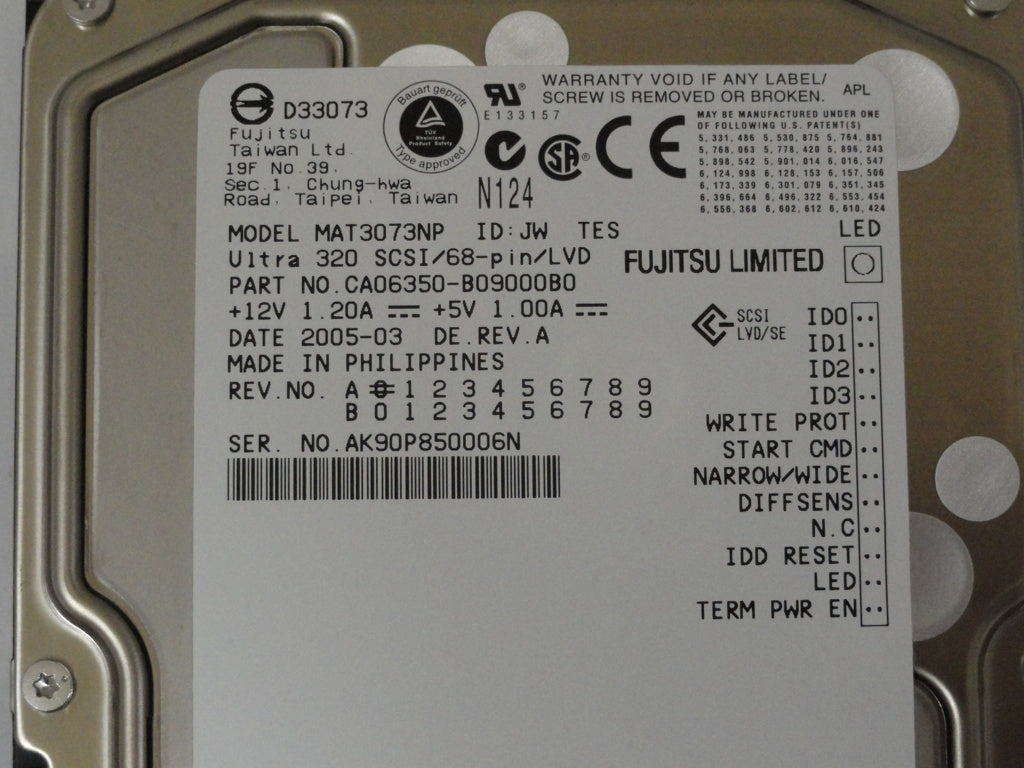 D33073
Fujitsu
Taiwan Ltd.
19F No.39,
Sec.1, Chung-hwa
Road, Taipei, Taiwan
Bauart geprüft
TÜV
Rheinland
Product Safety
Type approved
E133157
N124
WARRANTY VOID IF ANY LABEL/
SCREW IS REMOVED OR BROKEN. APL
MAY BE MANUFACTURED UNDER ONE
OF FOLLOWING U.S. PATENT(S)
5,331,486 5,530,875 5,764,881
5,768,063 5,778,420 5,896,243
5,898,542 5,901,014 6,016,547
6,124,998 6,128,153 6,157,506
6,173,339 6,301,079 6,351,345
6,396,664 6,496,322 6,553,454
6,556,368 6,602,612 6,610,424
MODEL MAT3073NP ID:JW TES
Ultra 320 SCSI/68-pin/LVD
PART NO.CA06350-B09000B0
+12V 1.20A +5V 1.00A
DATE 2005-03 DE.REV.A
MADE IN PHILIPPINES
REV.NO. A 0 1 2 3 4 5 6 7 8 9
B 0 1 2 3 4 5 6 7 8 9
SER. NO.AK90P850006N
LED
FUJITSU LIMITED
SCSI
LVD/SE
ID0
ID1
ID2
ID3
WRITE PROT
START CMD
NARROW/WIDE
DIFFSENS
N.C
IDD RESET
LED
TERM PWR EN